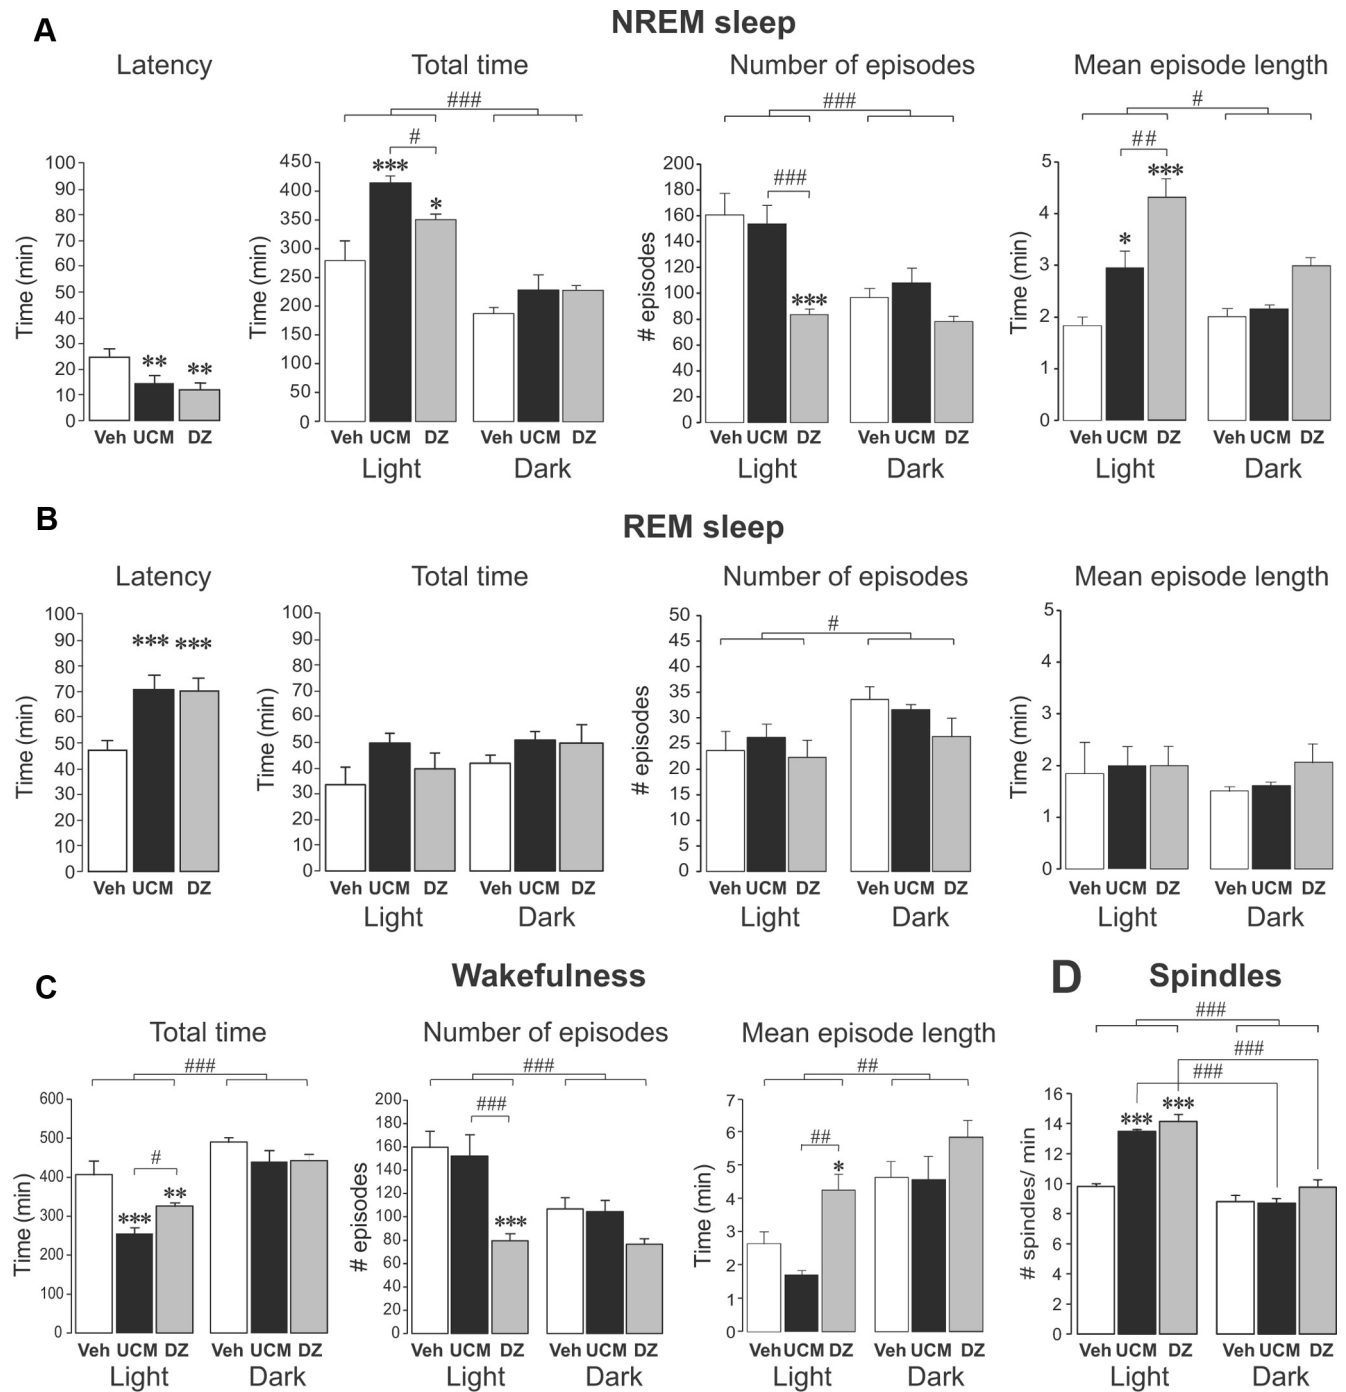 A
NREM sleep
Latency
Total time
Number of episodes
Mean episode length
###
###
#
#
###
##
***
*
***
*
***
** **
Time (min)
100
90
80
70
60
50
40
30
20
10
0
Veh UCM DZ
Time (min)
450
400
350
300
250
200
150
100
50
0
Veh UCM DZ Veh UCM DZ
Light Dark
# episodes
200
180
160
140
120
100
80
60
40
20
0
Veh UCM DZ Veh UCM DZ
Light Dark
Time (min)
5
4
3
2
1
0
Veh UCM DZ Veh UCM DZ
Light Dark
B
REM sleep
Latency
Total time
Number of episodes
Mean episode length
Time (min)
100
90
80
70
60
50
40
30
20
10
0
*** ***
Veh UCM DZ
Time (min)
100
90
80
70
60
50
40
30
20
10
0
Veh UCM DZ Veh UCM DZ
Light Dark
# episodes
50
45
40
35
30
25
20
15
10
5
0
#
Veh UCM DZ Veh UCM DZ
Light Dark
Time (min)
5
4
3
2
1
0
Veh UCM DZ Veh UCM DZ
Light Dark
C
Wakefulness
Total time
Number of episodes
Mean episode length
Time (min)
600
500
400
300
200
100
0
###
#
***
**
Veh UCM DZ Veh UCM DZ
Light Dark
# episodes
200
180
160
140
120
100
80
60
40
20
0
###
###
***
Veh UCM DZ Veh UCM DZ
Light Dark
Time (min)
7
6
5
4
3
2
1
0
##
##
*
Veh UCM DZ Veh UCM DZ
Light Dark
D
Spindles
###
###
###
*** ***
# spindles/ min
16
14
12
10
8
6
4
2
0
Veh UCM DZ Veh UCM DZ
Light Dark